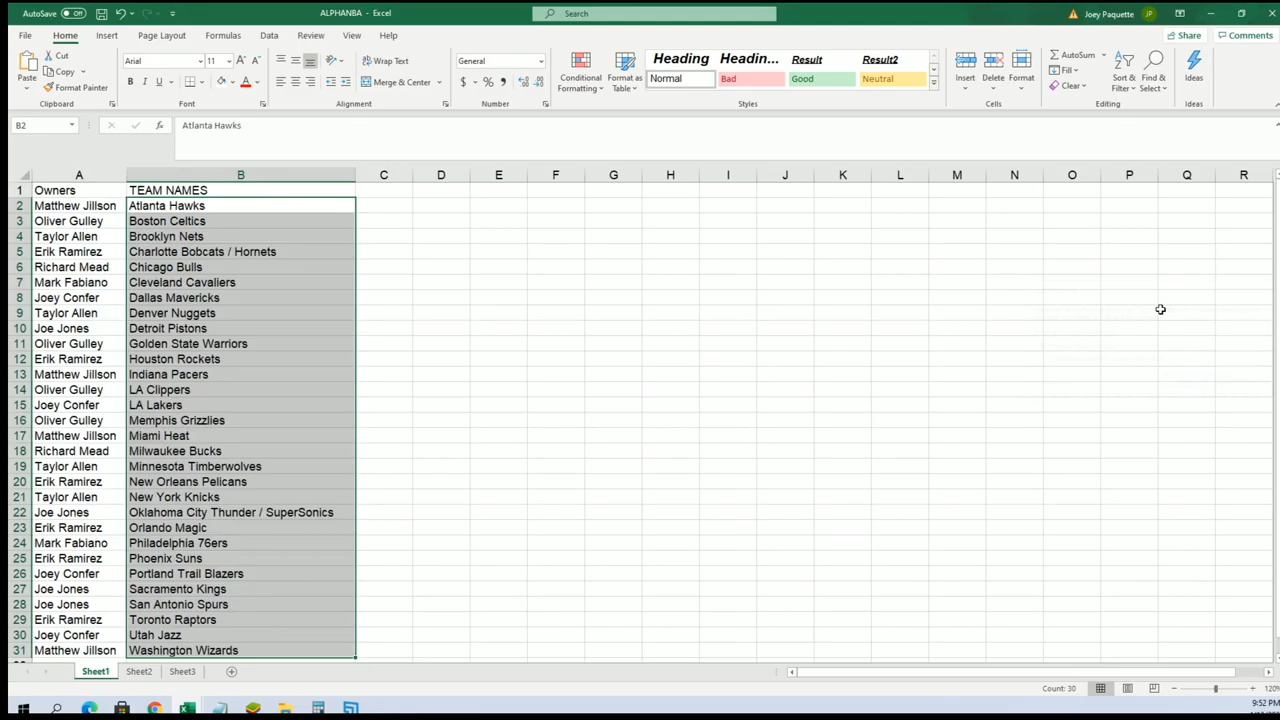 AutoSave Off ALPHANBA - Excel Search Joey Paquette JP
File Home Insert Page Layout Formulas Data Review View Help Share Comments
Cut Arial 11 Wrap Text General Heading Headin... Result Result2 AutoSum
Copy Fill
Paste Format Painter B I U Merge & Center $ % Conditional Formatting Format as Table Normal Bad Good Neutral Insert Delete Format Clear Sort & Filter Find & Select Ideas
Clipboard Font Alignment Number Styles Cells Editing Ideas
B2 fx Atlanta Hawks
A B C D E F G H I J K L M N O P Q R
1 Owners TEAM NAMES
2 Matthew Jillson Atlanta Hawks
3 Oliver Gulley Boston Celtics
4 Taylor Allen Brooklyn Nets
5 Erik Ramirez Charlotte Bobcats / Hornets
6 Richard Mead Chicago Bulls
7 Mark Fabiano Cleveland Cavaliers
8 Joey Confer Dallas Mavericks
9 Taylor Allen Denver Nuggets
10 Joe Jones Detroit Pistons
11 Oliver Gulley Golden State Warriors
12 Erik Ramirez Houston Rockets
13 Matthew Jillson Indiana Pacers
14 Oliver Gulley LA Clippers
15 Joey Confer LA Lakers
16 Oliver Gulley Memphis Grizzlies
17 Matthew Jillson Miami Heat
18 Richard Mead Milwaukee Bucks
19 Taylor Allen Minnesota Timberwolves
20 Erik Ramirez New Orleans Pelicans
21 Taylor Allen New York Knicks
22 Joe Jones Oklahoma City Thunder / SuperSonics
23 Erik Ramirez Orlando Magic
24 Mark Fabiano Philadelphia 76ers
25 Erik Ramirez Phoenix Suns
26 Joey Confer Portland Trail Blazers
27 Joe Jones Sacramento Kings
28 Joe Jones San Antonio Spurs
29 Erik Ramirez Toronto Raptors
30 Joey Confer Utah Jazz
31 Matthew Jillson Washington Wizards
Sheet1 Sheet2 Sheet3
Count: 30 120%
9:52 PM